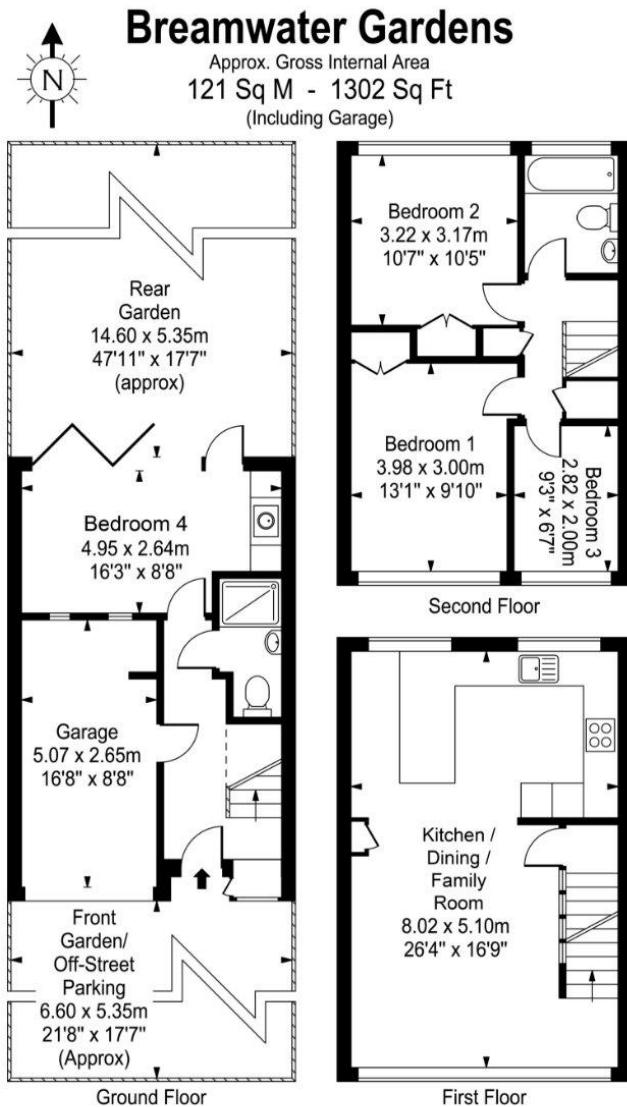 Breamwater Gardens
Approx. Gross Internal Area
121 Sq M - 1302 Sq Ft
(Including Garage)
N
Rear
Garden
14.60 x 5.35m
47'11" x 17'7"
(approx)
Bedroom 4
4.95 x 2.64m
16'3" x 8'8"
Garage
5.07 x 2.65m
16'8" x 8'8"
Front
Garden/
Off-Street
Parking
6.60 x 5.35m
21'8" x 17'7"
(Approx)
Ground Floor
Bedroom 2
3.22 x 3.17m
10'7" x 10'5"
Bedroom 1
3.98 x 3.00m
13'1" x 9'10"
Bedroom 3
2.82 x 2.00m
9'3" x 6'7"
Second Floor
Kitchen /
Dining /
Family
Room
8.02 x 5.10m
26'4" x 16'9"
First Floor